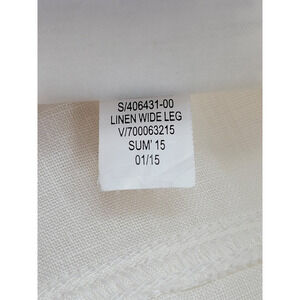 S/406431-00
LINEN WIDE LEG
V/700063215
SUM' 15
01/15